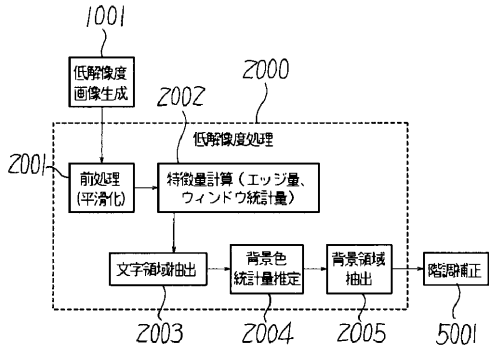 1001
低解像度
画像生成
2002
2000
低解像度処理
2001
前処理
(平滑化)
特徴量計算(エッジ量、
ウィンドウ統計量)
文字領域抽出
背景色
統計量推定
背景領域
抽出
階調補正
2003
2004
2005
5001